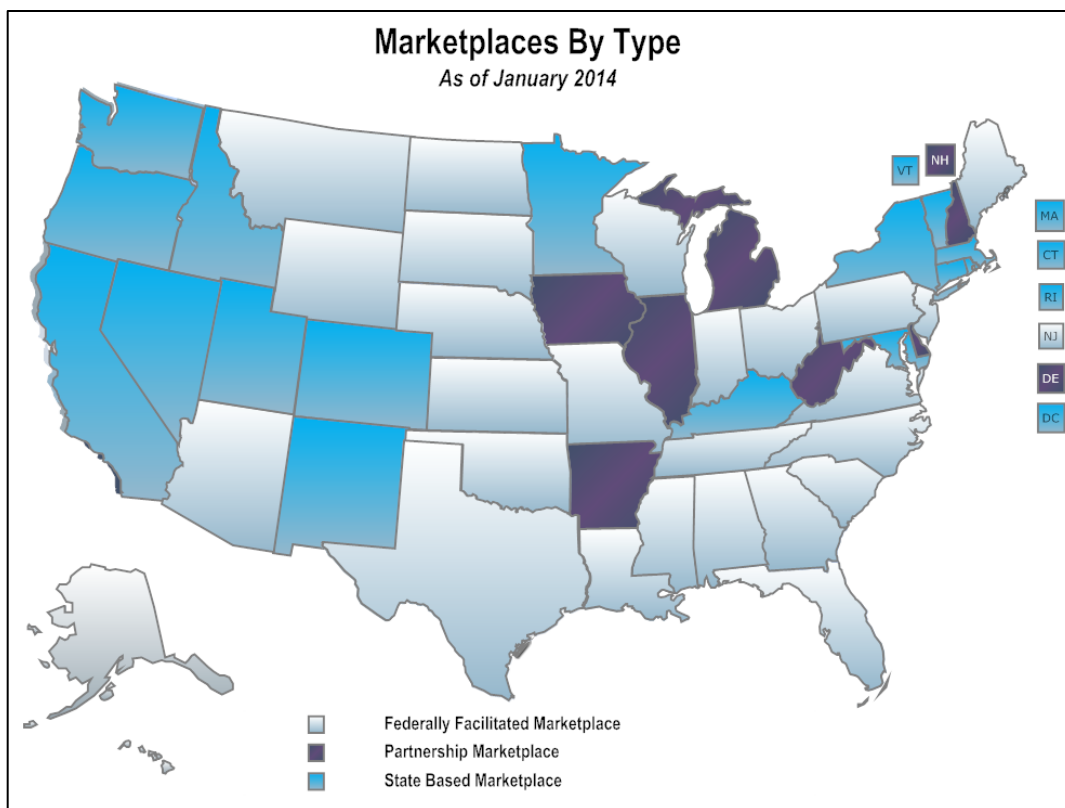 Marketplaces By Type
As of January 2014
VT
NH
MA
CT
RI
NJ
DE
DC
Federally Facilitated Marketplace
Partnership Marketplace
State Based Marketplace